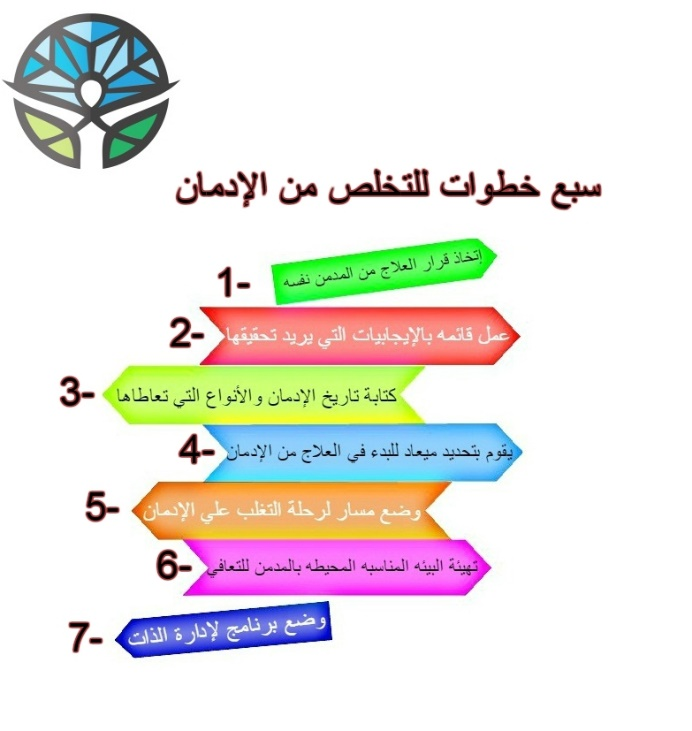 سبع خطوات للتخلص من الإدمان
1- إتخاذ قرار العلاج من المدمن نفسه
2- عمل قائمه بالإيجابيات التي يريد تحقيقها
3- كتابة تاريخ الإدمان والأنواع التي تعاطاها
4- يقوم بتحديد ميعاد للبدء في العلاج من الإدمان
5- وضع مسار لرحلة التغلب علي الإدمان
6- تهيئة البيئه المناسبه المحيطه بالمدمن للتعافي
7- وضع برنامج لإدارة الذات